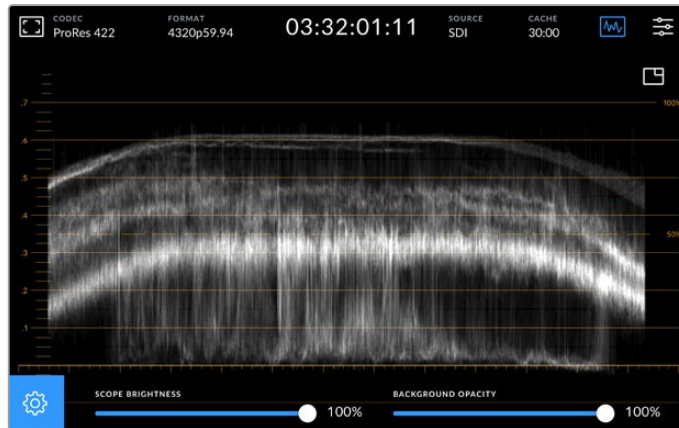 CODEC
ProRes 422
FORMAT
4320p59.94
03:32:01:11
SOURCE
SDI
CACHE
30:00
.7
100%
.6
.5
.4
50%
.3
.2
.1
0
SCOPE BRIGHTNESS
100%
BACKGROUND OPACITY
100%